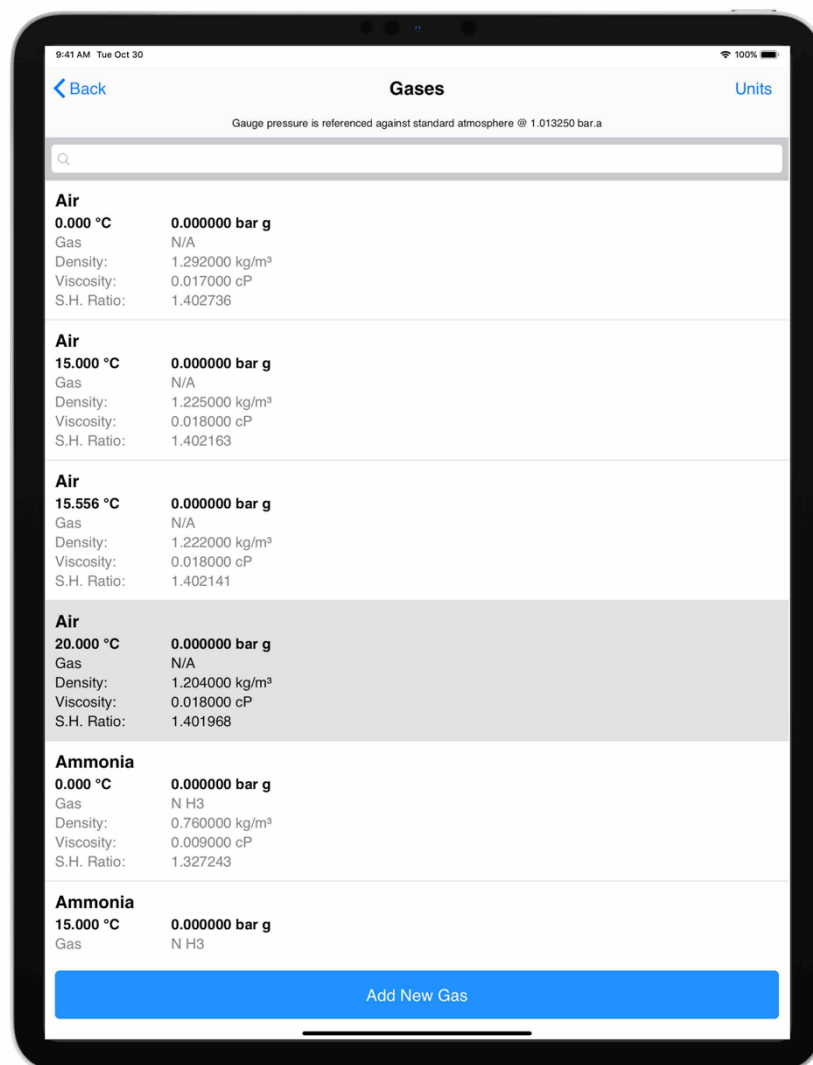 9:41 AM Tue Oct 30 100%
Back Gases Units
Gauge pressure is referenced against standard atmosphere @ 1.013250 bar.a
Air
0.000 °C 0.000000 bar g
Gas N/A
Density: 1.292000 kg/m³
Viscosity: 0.017000 cP
S.H. Ratio: 1.402736
Air
15.000 °C 0.000000 bar g
Gas N/A
Density: 1.225000 kg/m³
Viscosity: 0.018000 cP
S.H. Ratio: 1.402163
Air
15.556 °C 0.000000 bar g
Gas N/A
Density: 1.222000 kg/m³
Viscosity: 0.018000 cP
S.H. Ratio: 1.402141
Air
20.000 °C 0.000000 bar g
Gas N/A
Density: 1.204000 kg/m³
Viscosity: 0.018000 cP
S.H. Ratio: 1.401968
Ammonia
0.000 °C 0.000000 bar g
Gas N H3
Density: 0.760000 kg/m³
Viscosity: 0.009000 cP
S.H. Ratio: 1.327243
Ammonia
15.000 °C 0.000000 bar g
Gas N H3
Add New Gas